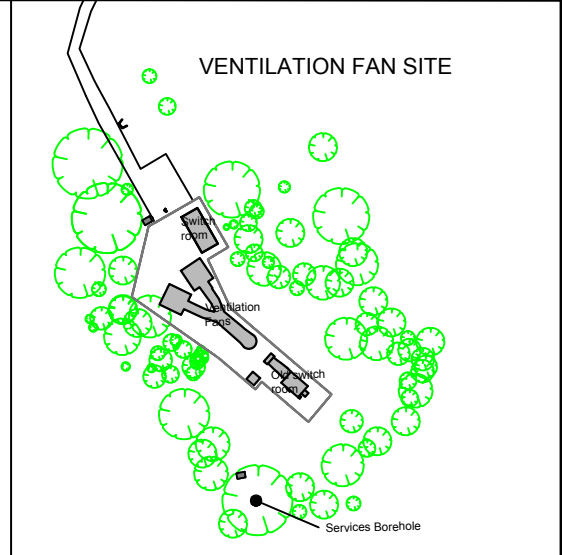 VENTILATION FAN SITE
Switch
room
Ventilation
Fans
Old switch
room
Services Borehole